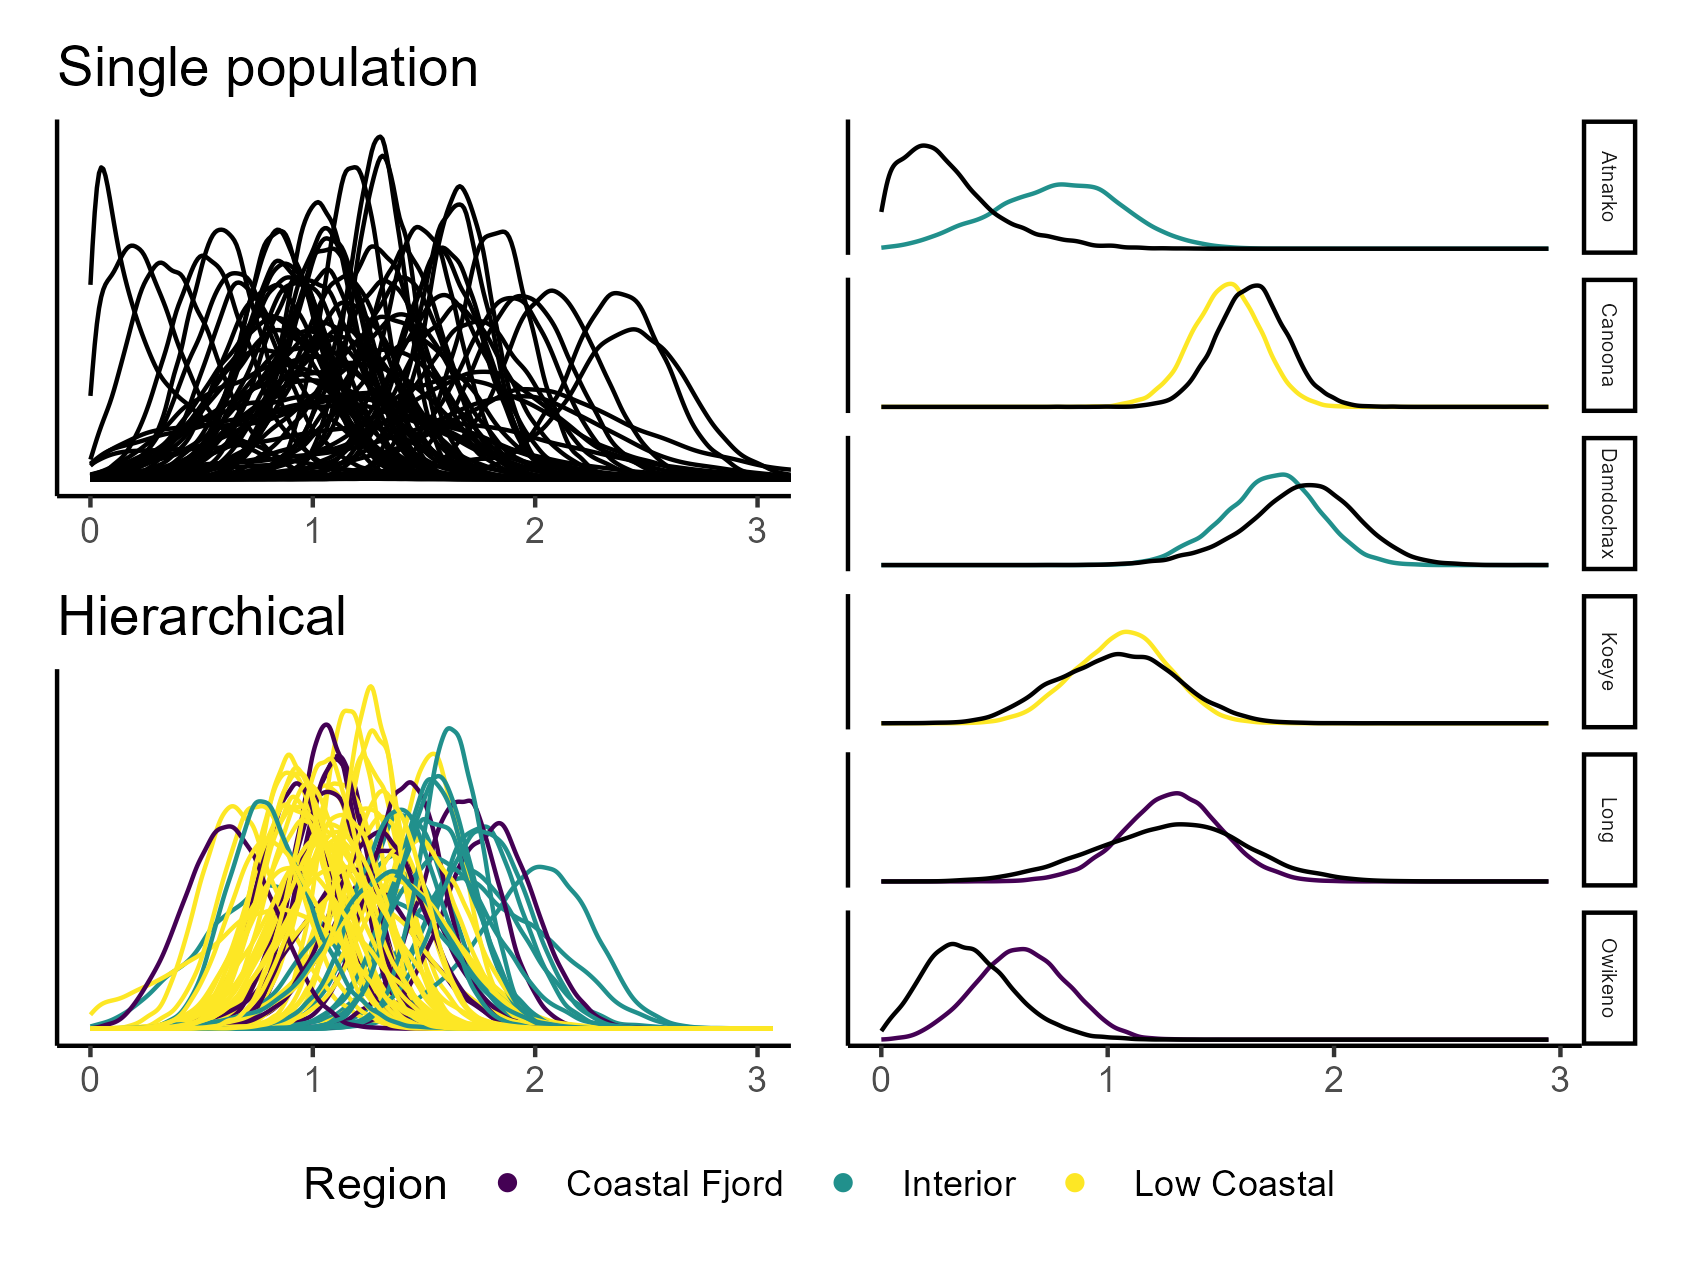 Single population
0 1 2 3
Hierarchical
0 1 2 3
Atnarko
Canoona
Damdochax
Koeye
Long
Owikeno
0 1 2 3
Region Coastal Fjord Interior Low Coastal